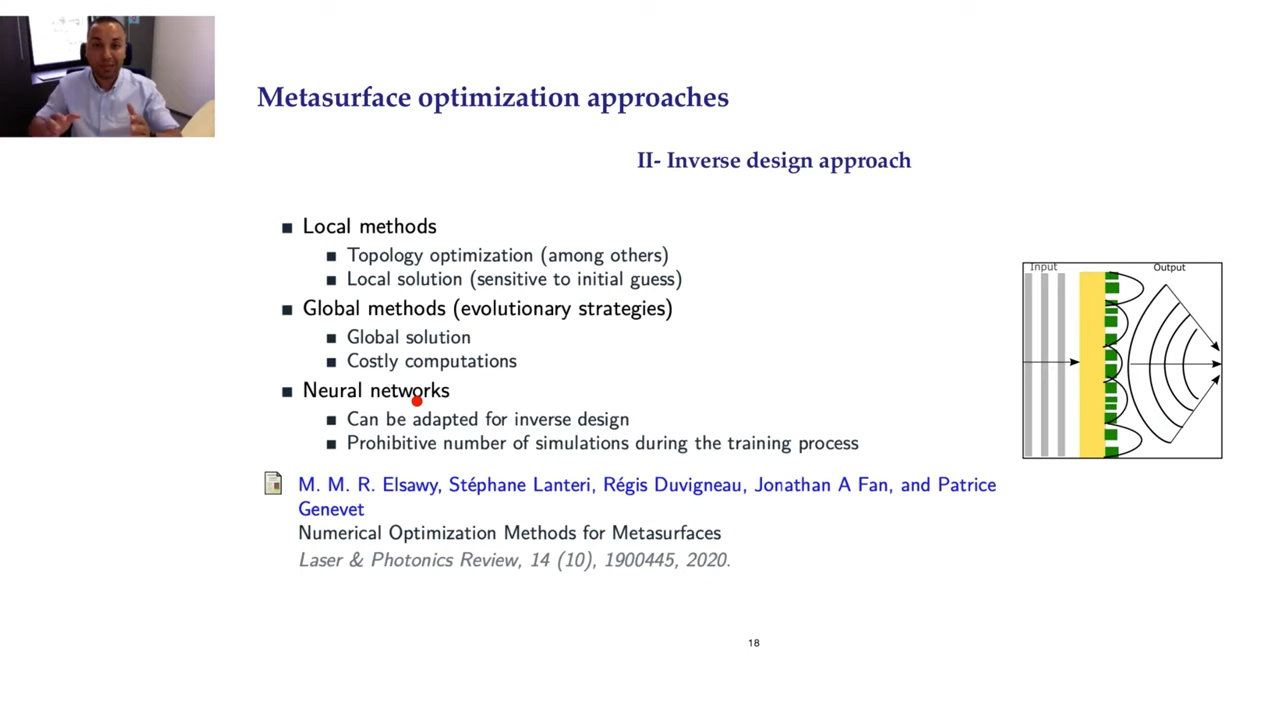 Metasurface optimization approaches
II- Inverse design approach
Local methods
Topology optimization (among others)
Local solution (sensitive to initial guess)
Global methods (evolutionary strategies)
Global solution
Costly computations
Neural networks
Can be adapted for inverse design
Prohibitive number of simulations during the training process
Input
Output
M. M. R. Elsawy, Stéphane Lanteri, Régis Duvigneau, Jonathan A Fan, and Patrice
Genevet
Numerical Optimization Methods for Metasurfaces
Laser & Photonics Review, 14 (10), 1900445, 2020.
18